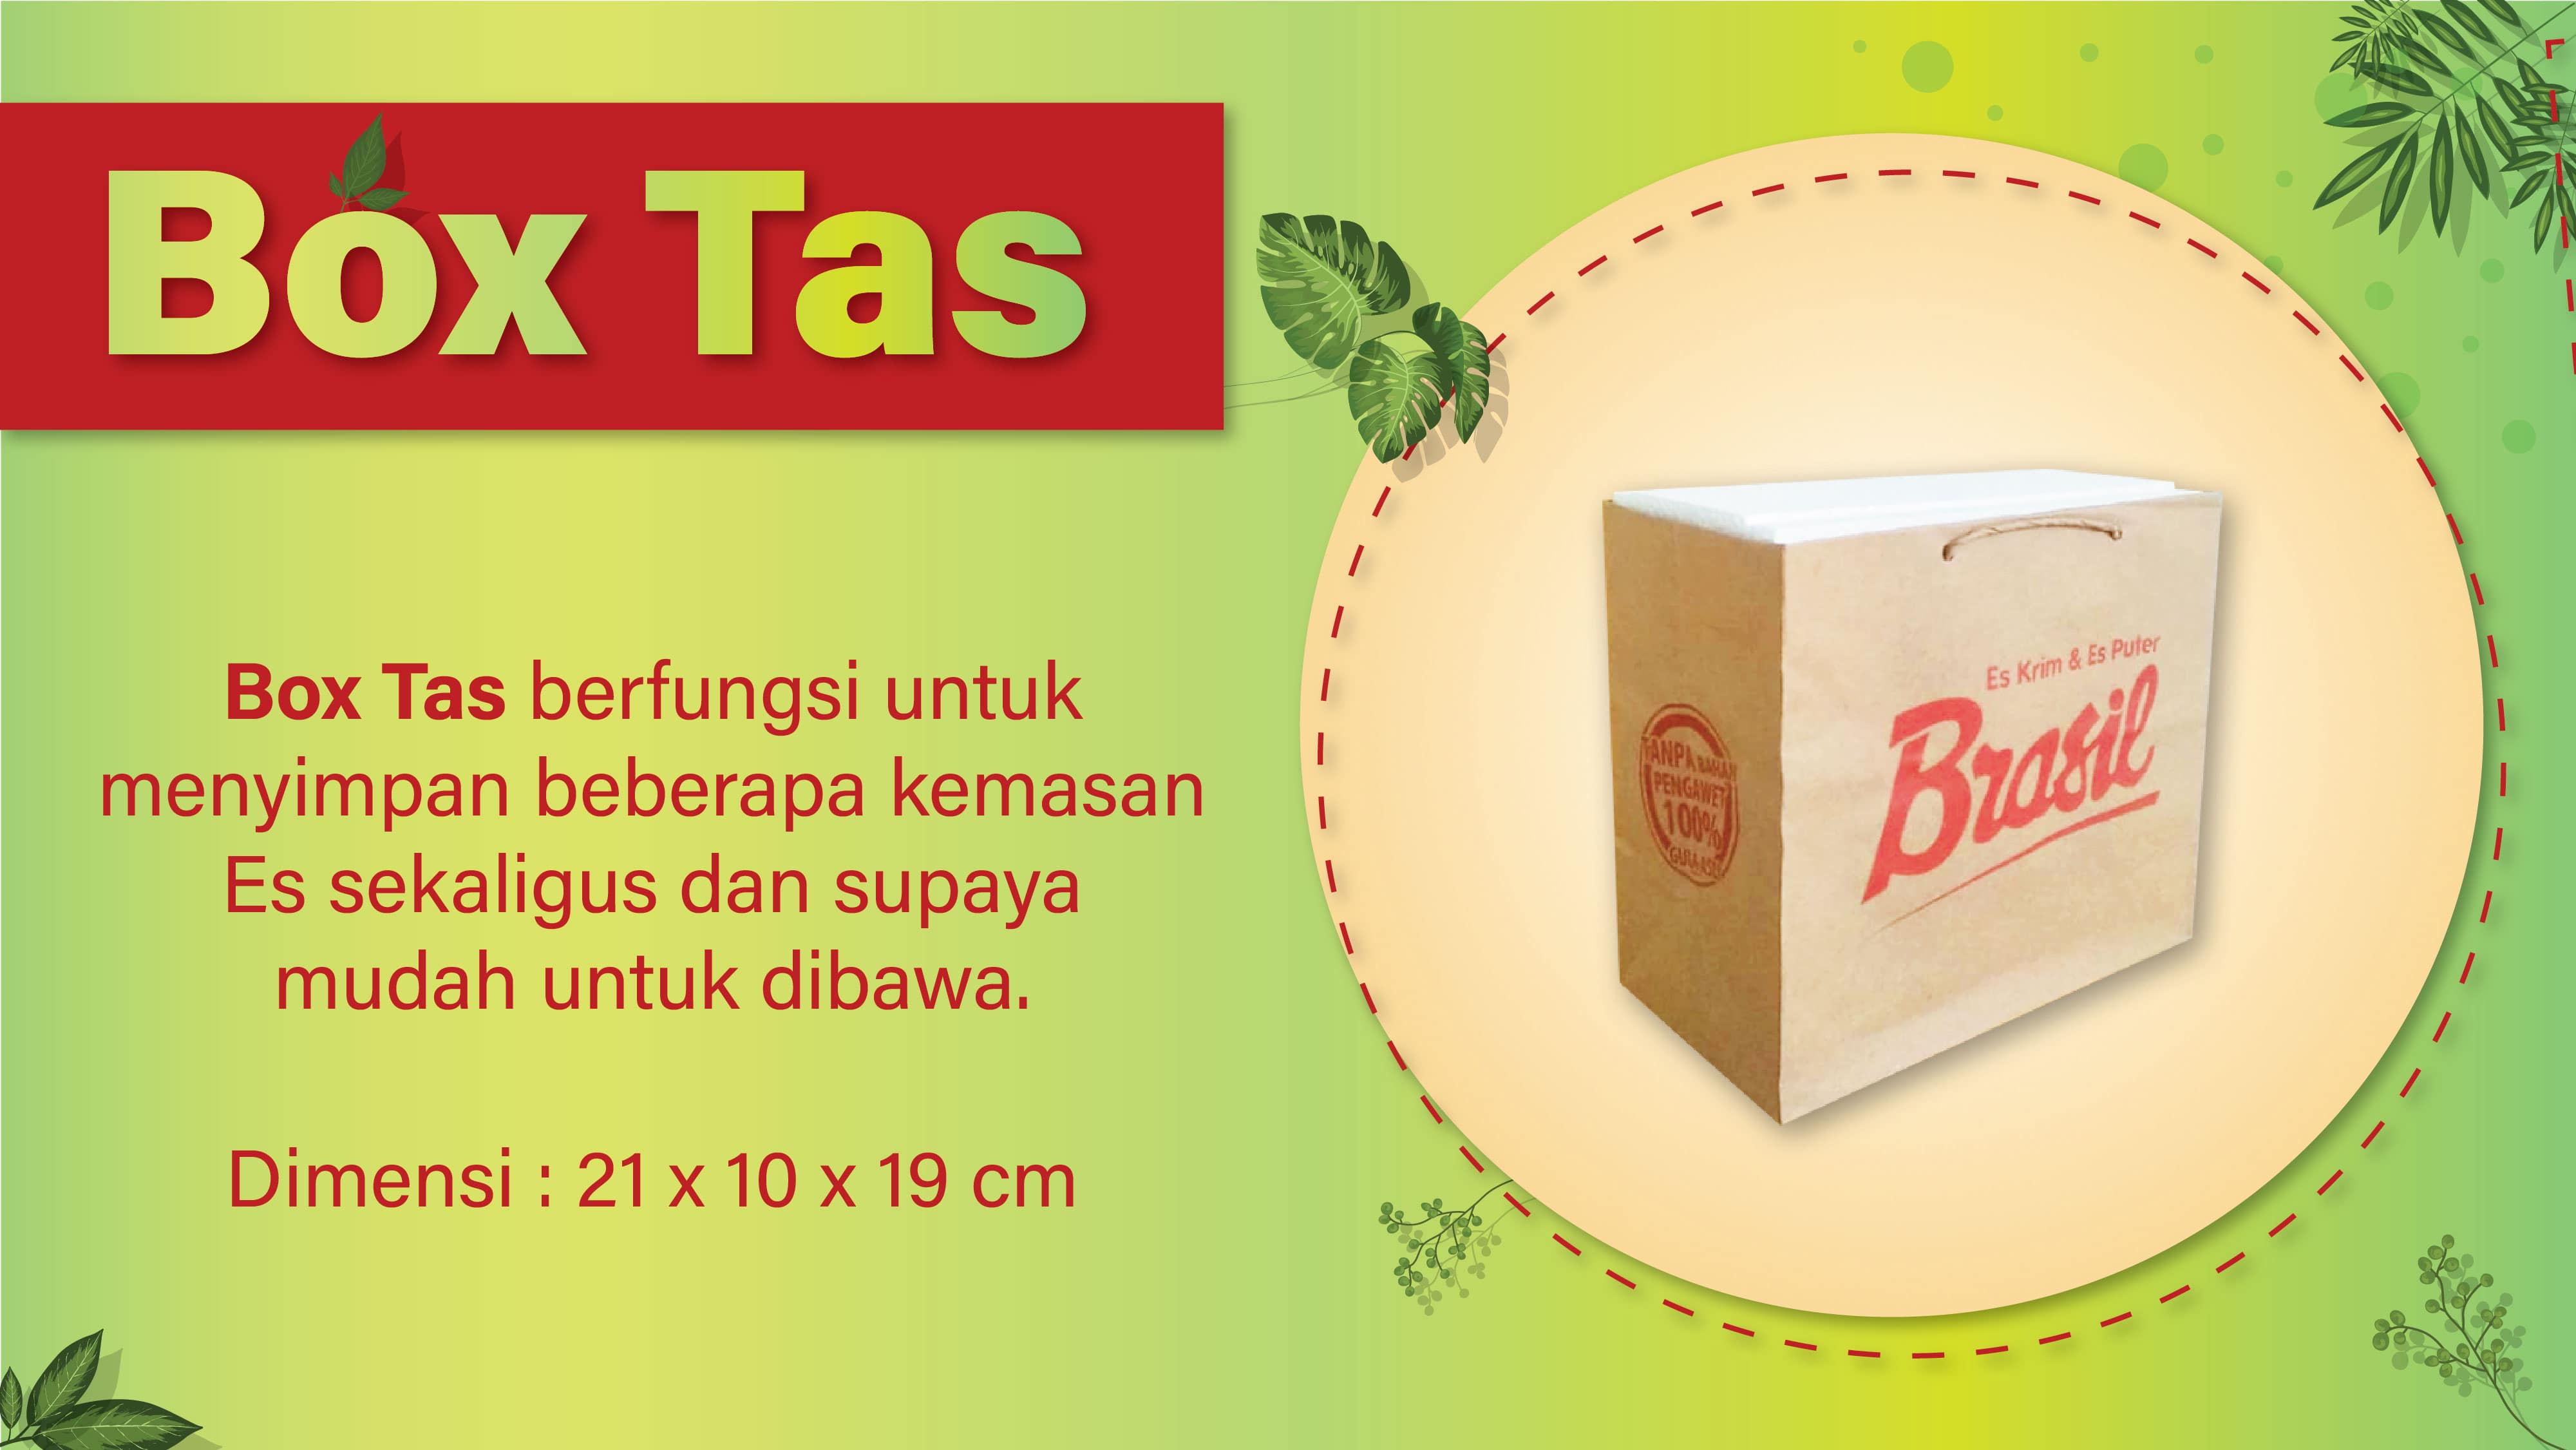 Box Tas
Box Tas berfungsi untuk
menyimpan beberapa kemasan
Es sekaligus dan supaya
mudah untuk dibawa.
Dimensi : 21 x 10 x 19 cm
Es Krim & Es Puter
Brasil
TANPA BAHAN
PENGAWET
100%
GULA ASLI